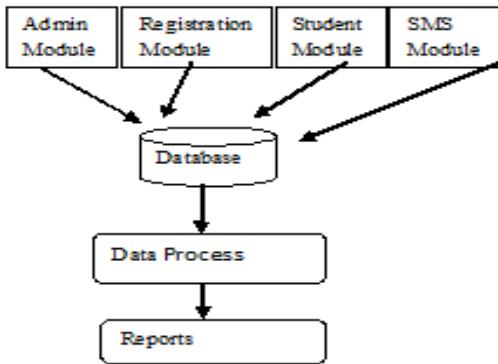 Admin
Module
Registration
Module
Student
Module
SMS
Module
Database
Data Process
Reports